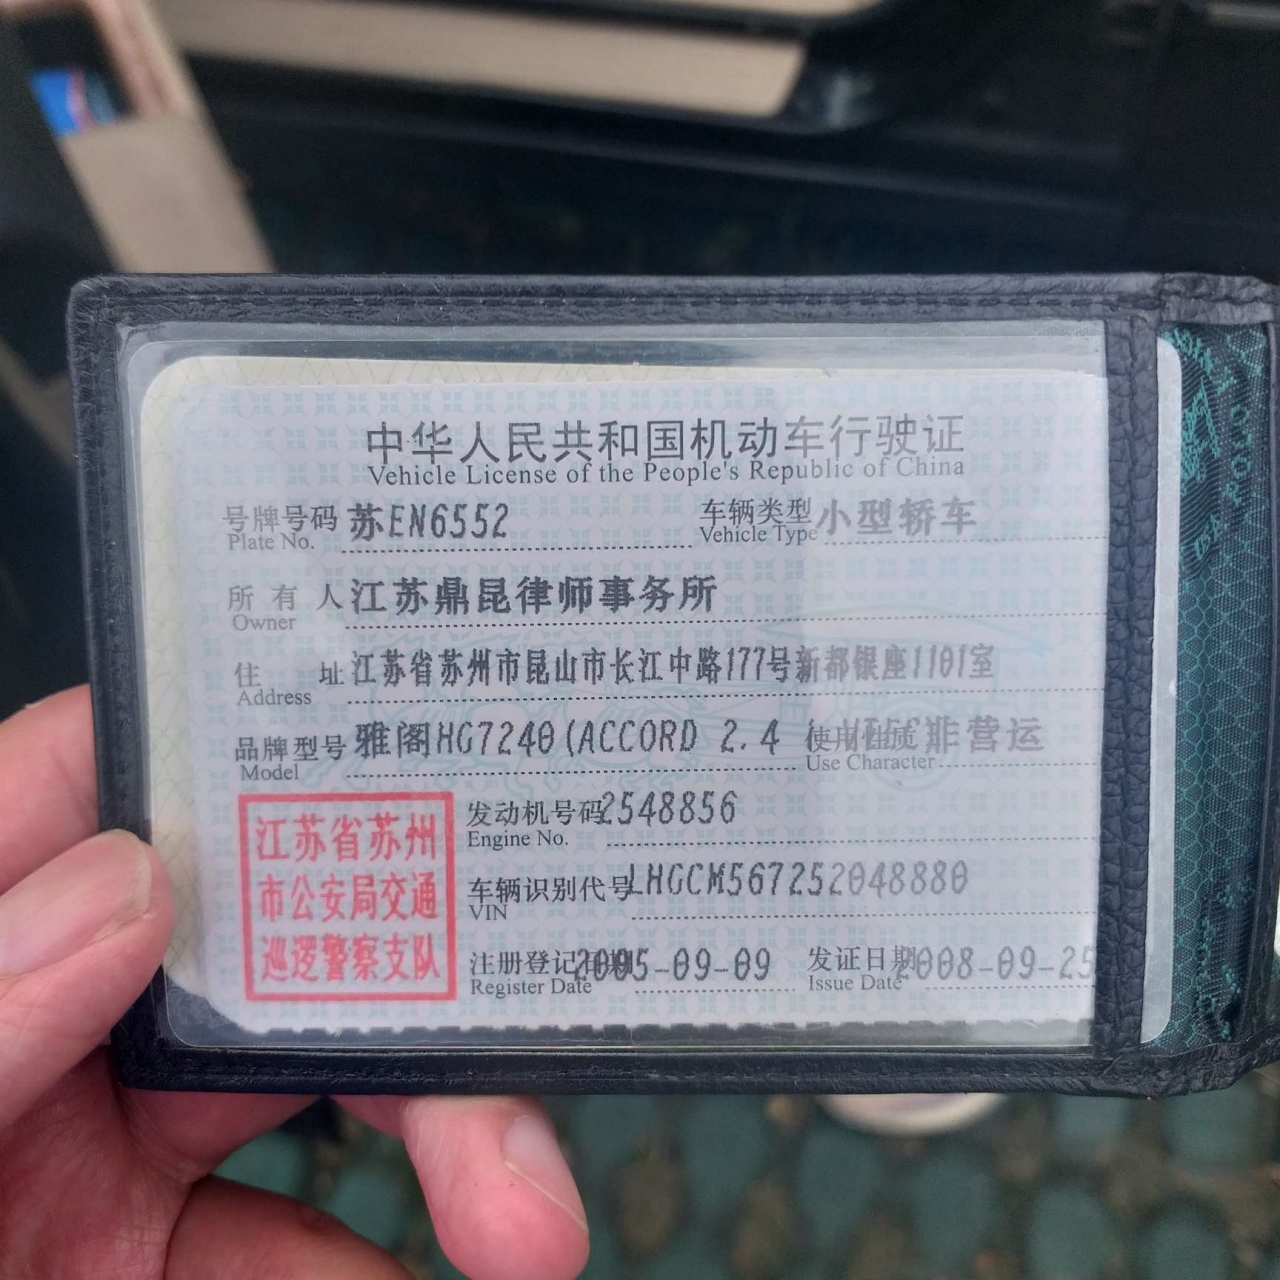 中华人民共和国机动车行驶证
Vehicle License of the People's Republic of China
号牌号码 苏EN6552 车辆类型 小型轿车
Plate No. Vehicle Type
所有人 江苏鼎昆律师事务所
Owner
住址 江苏省苏州市昆山市长江中路177号新都银座1101室
Address
品牌型号 雅阁HG7240(ACCORD 2.4 使用性质 非营运
Model Use Character
发动机号码 2548856
Engine No.
车辆识别代号 LHGCM567252048880
VIN
注册登记日期 2005-09-09 发证日期 2008-09-25
Register Date Issue Date
江苏省苏州
市公安局交通
巡逻警察支队